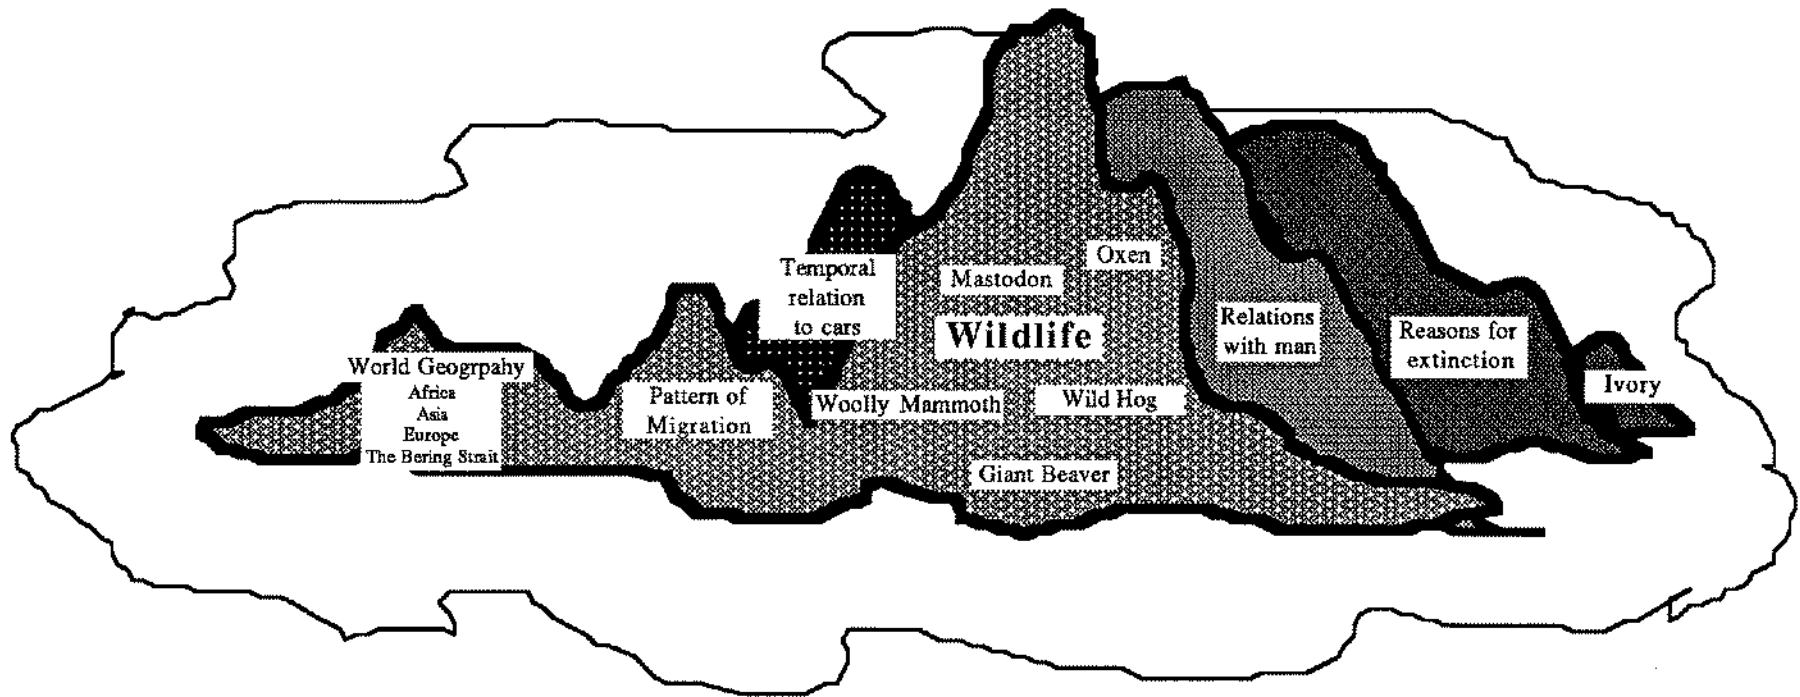 Temporal
relation
to cars
Oxen
Mastodon
Wildlife
Relations
with man
Reasons for
extinction
Ivory
World Geogrpahy
Africa
Asia
Europe
The Bering Strait
Pattern of
Migration
Woolly Mammoth
Wild Hog
Giant Beaver